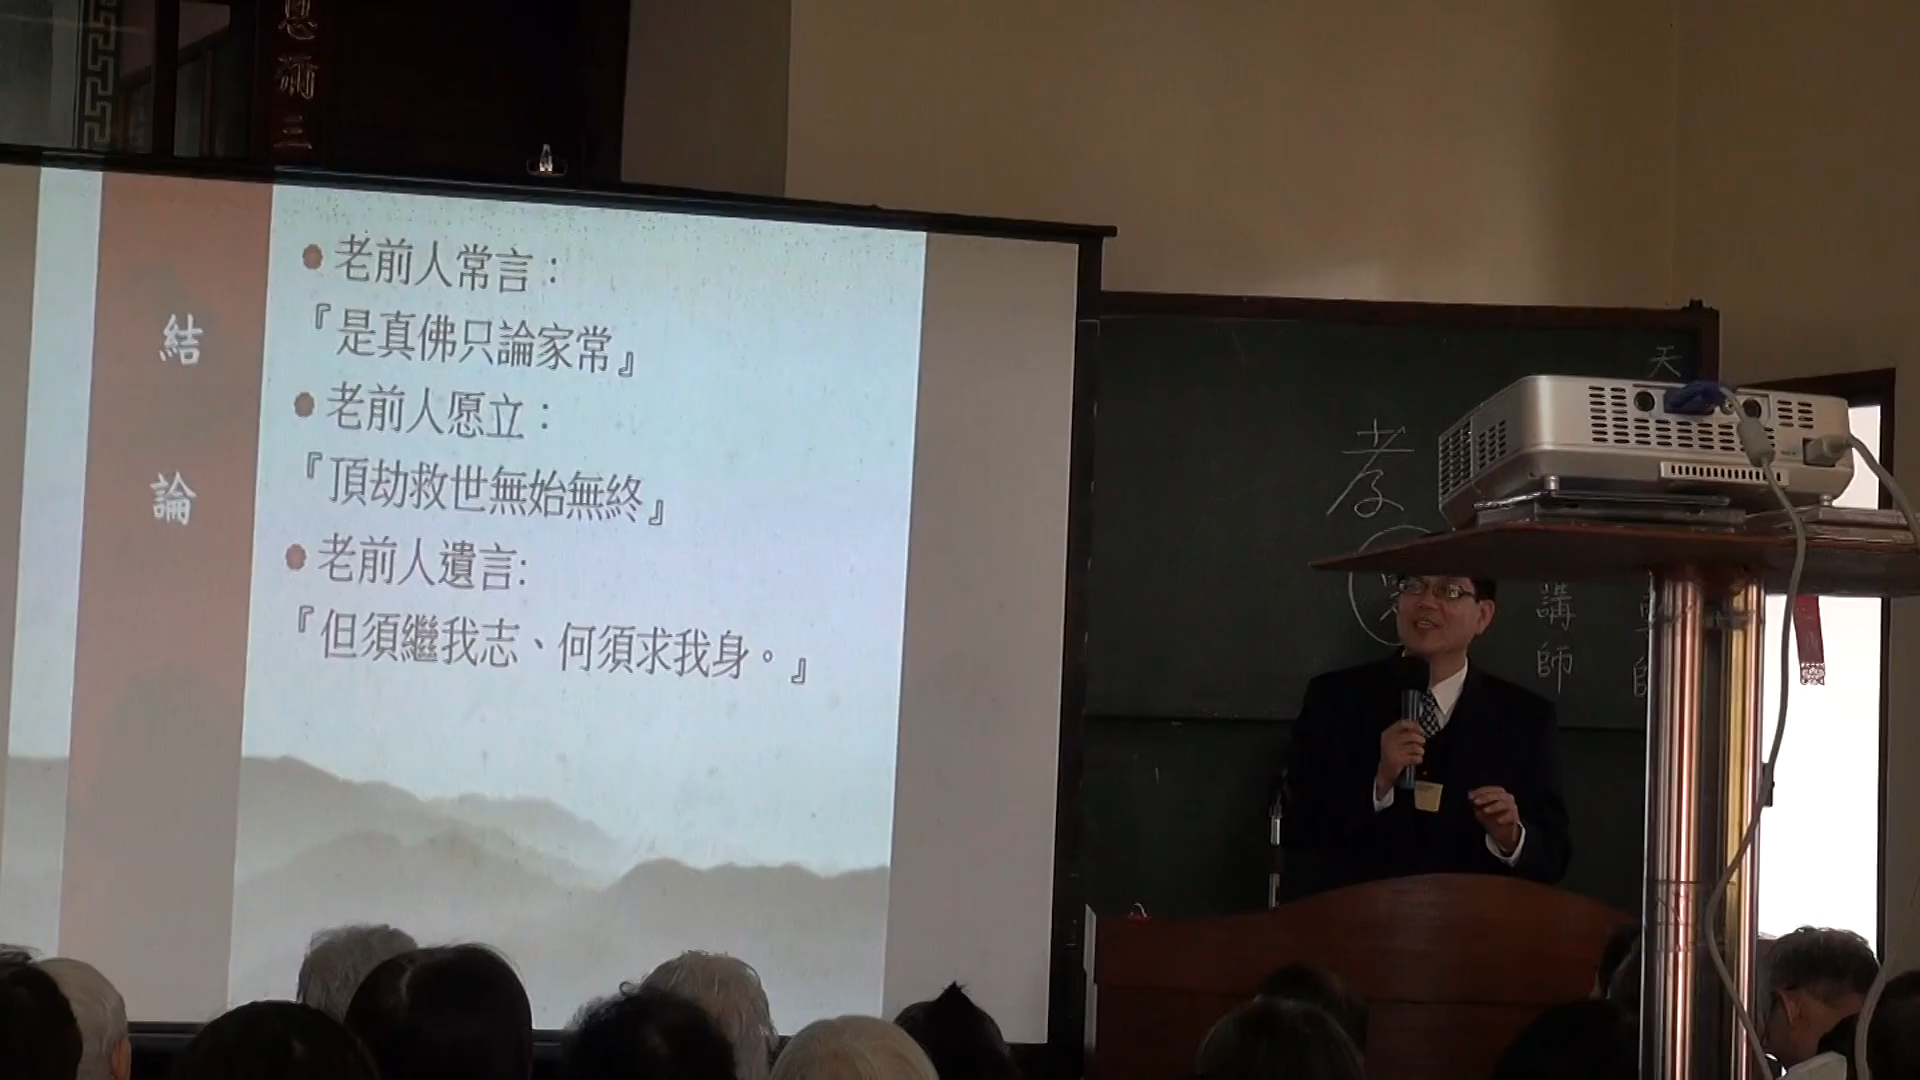 恩
三
結論
老前人常言：
『是真佛只論家常』
老前人愿立：
『頂劫救世無始無終』
老前人遺言:
『但須繼我志、何須求我身。』
孝
天
講師